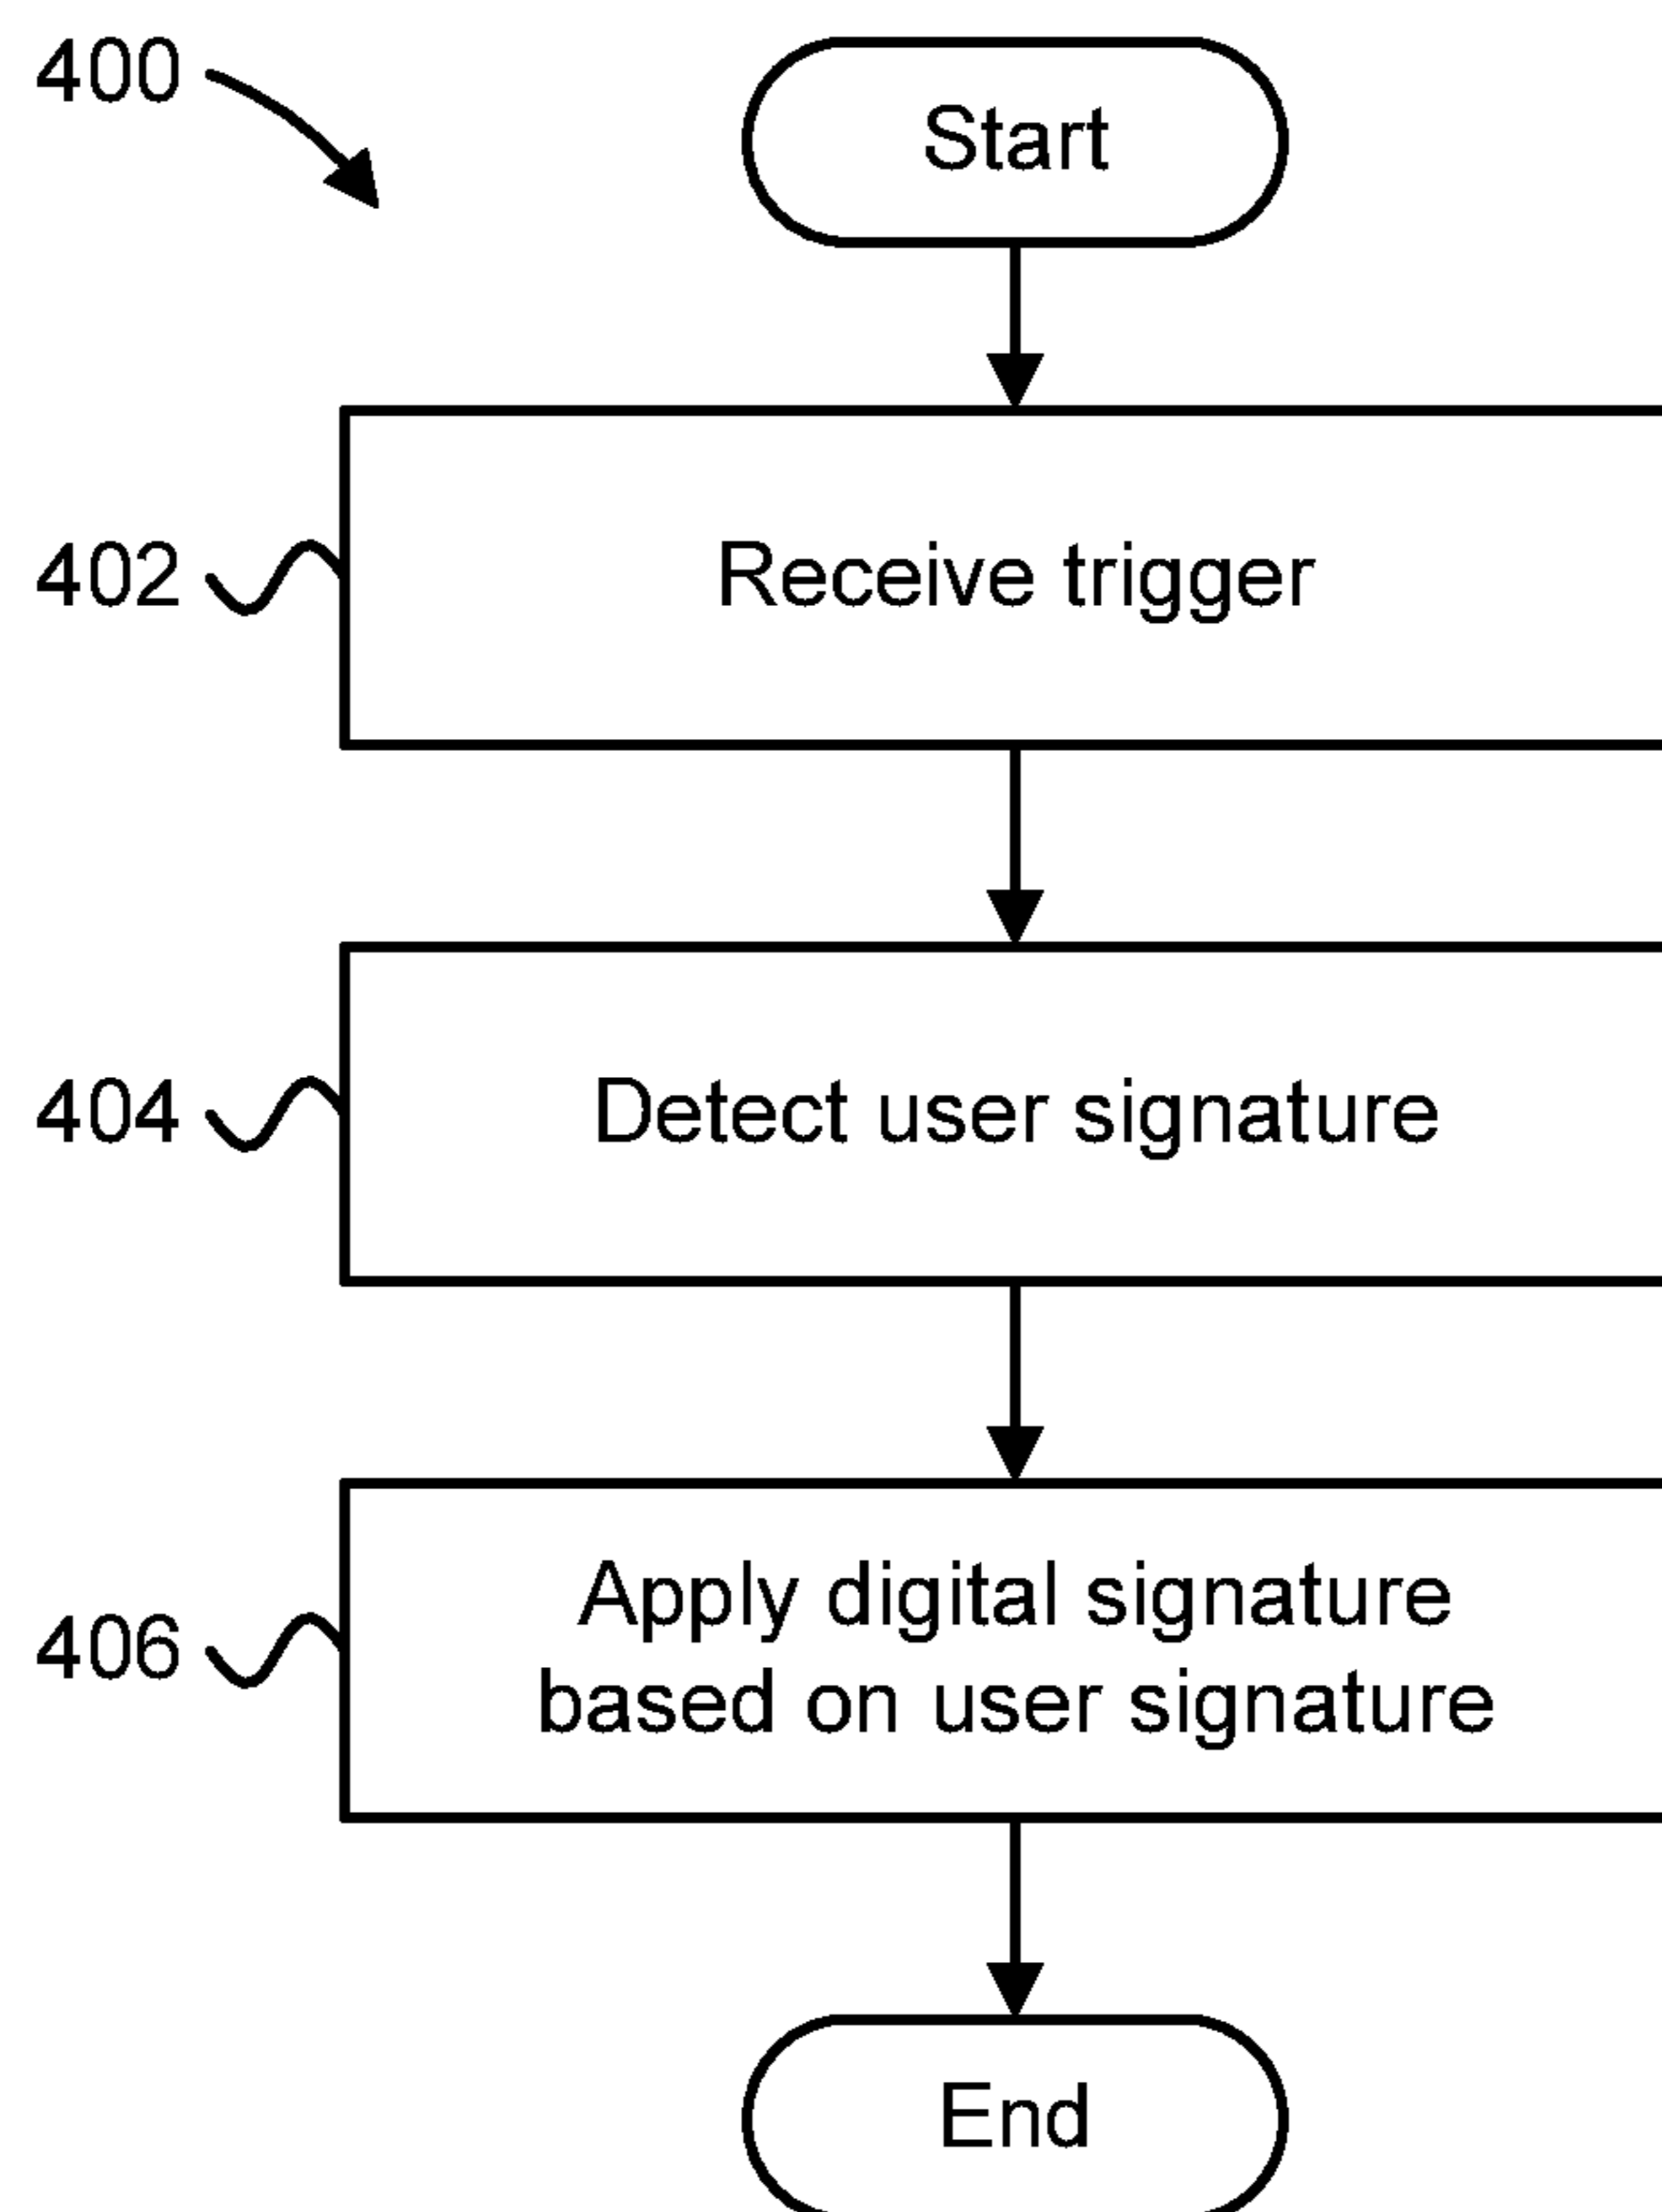 400
Start
402
Receive trigger
404
Detect user signature
406
Apply digital signature
based on user signature
End